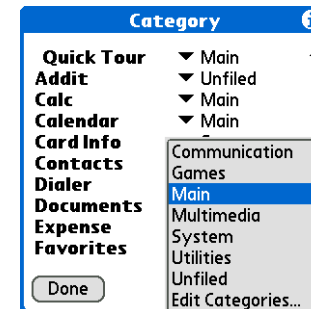 Category
Quick Tour Main
Addit Unfiled
Calc Main
Calendar Main
Card Info
Contacts
Dialer
Documents
Expense
Favorites
Communication
Games
Main
Multimedia
System
Utilities
Unfiled
Edit Categories...
Done